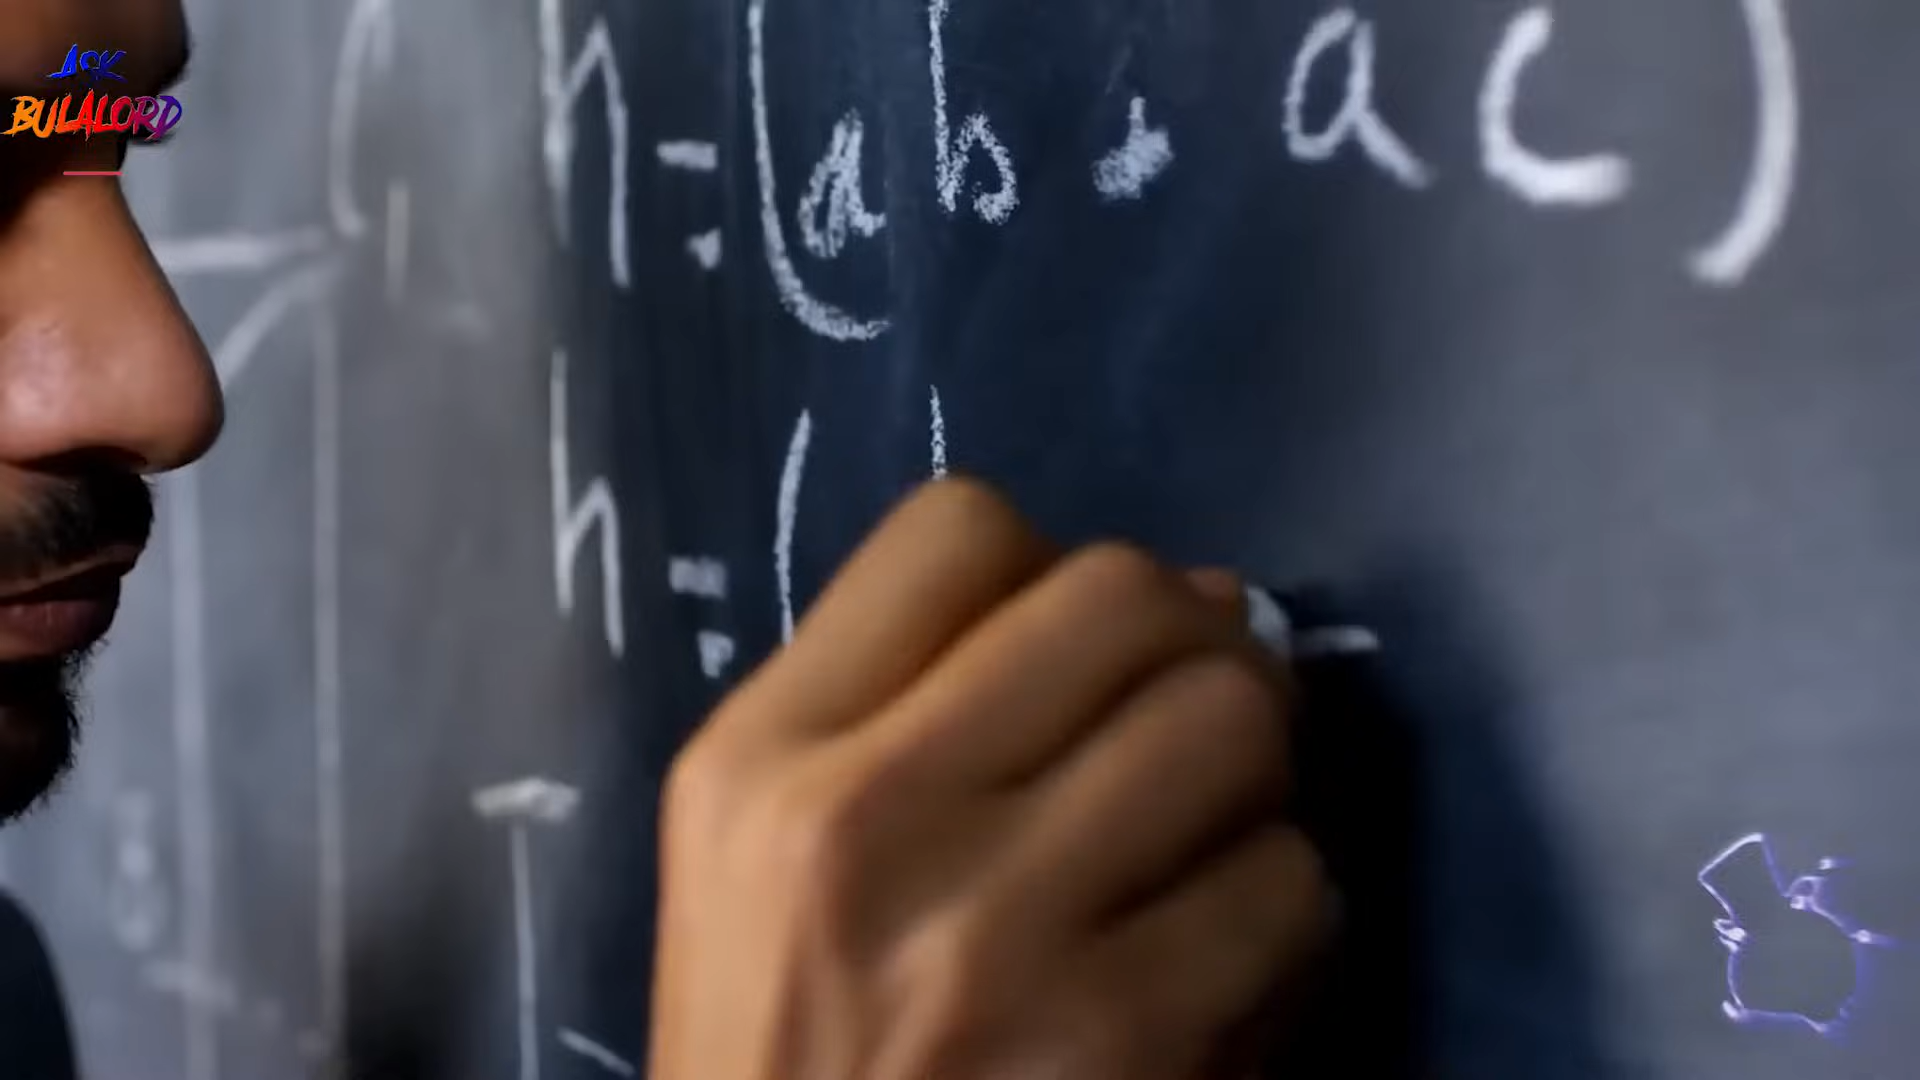 ASK
BULALORD
h = (ab · ac)
h = (